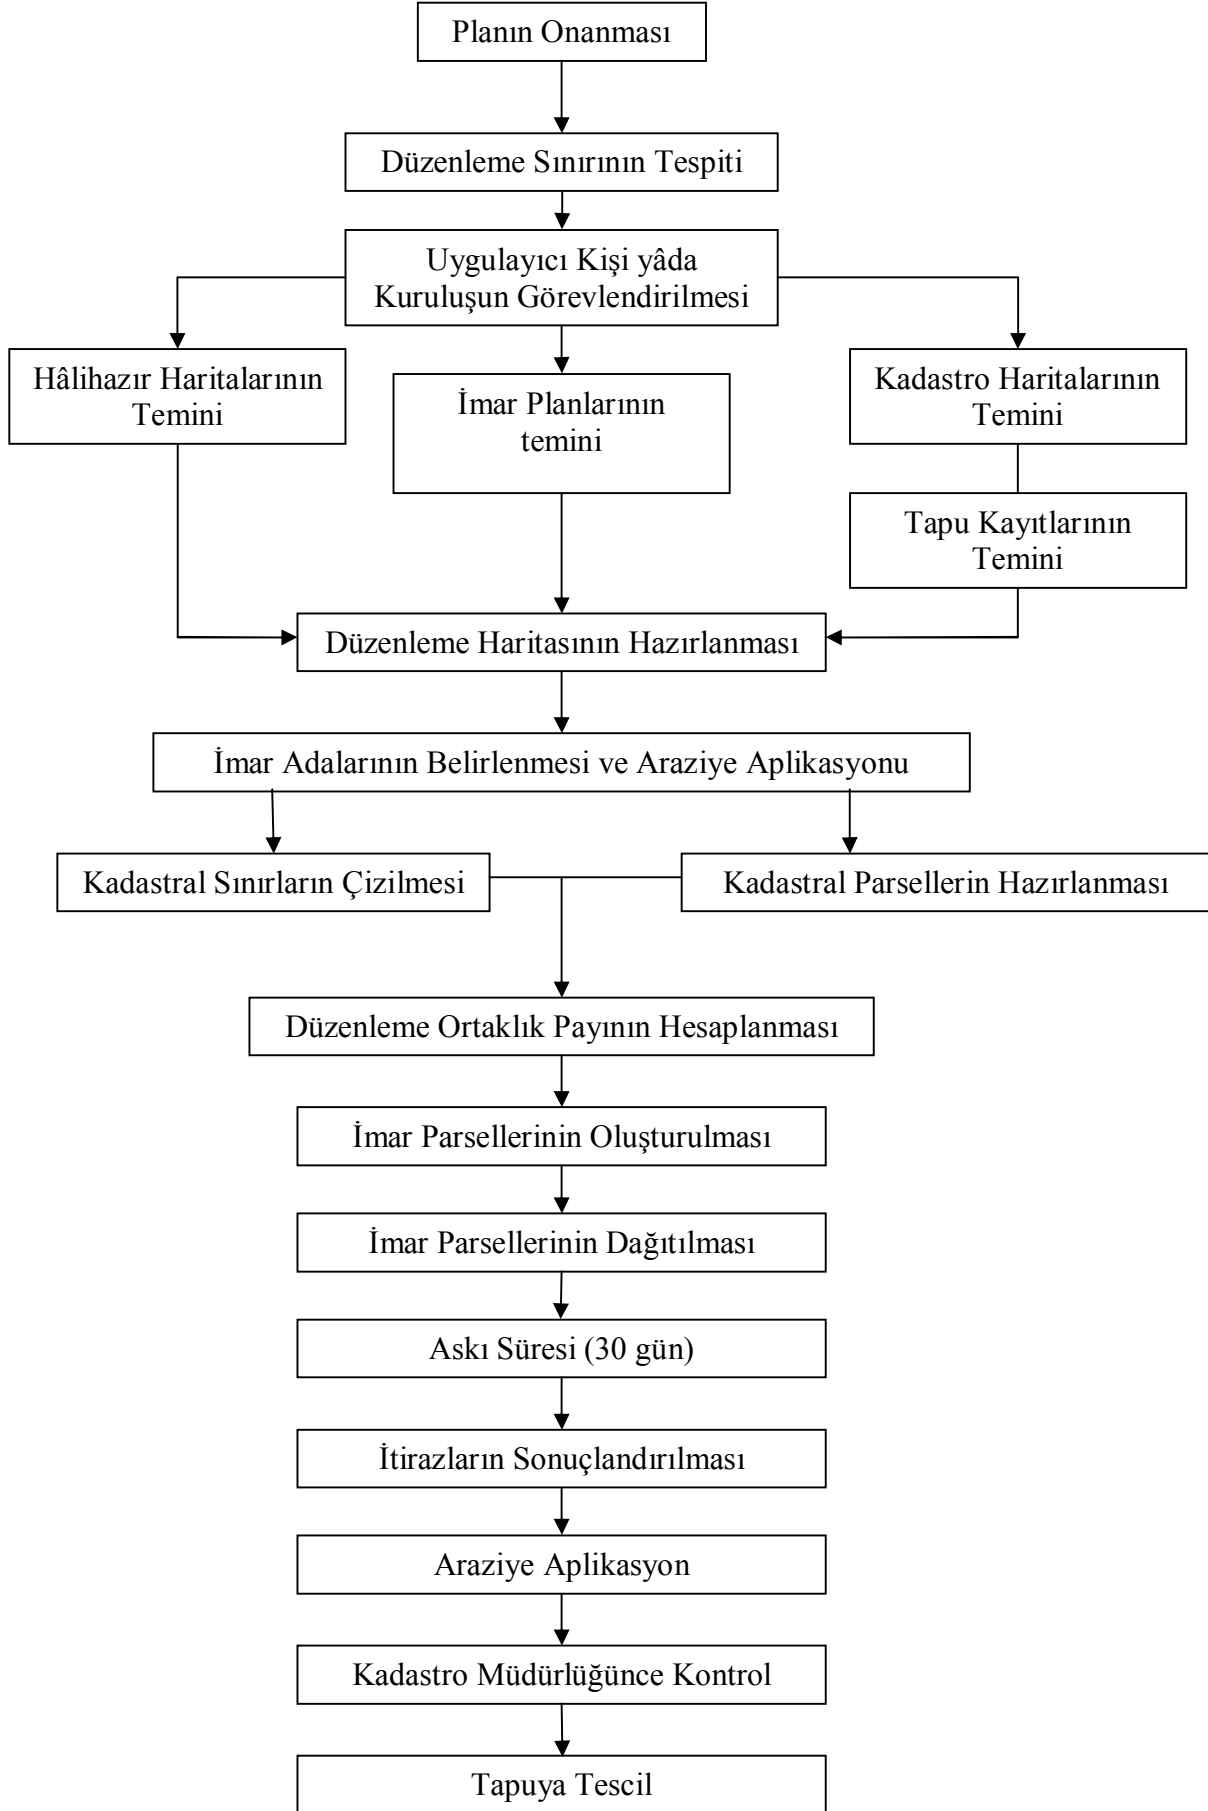 Planın Onanması
Düzenleme Sınırının Tespiti
Uygulayıcı Kişi yâda
Kuruluşun Görevlendirilmesi
Hâlihazır Haritalarının
Temini
İmar Planlarının
temini
Kadastro Haritalarının
Temini
Tapu Kayıtlarının
Temini
Düzenleme Haritasının Hazırlanması
İmar Adalarının Belirlenmesi ve Araziye Aplikasyonu
Kadastral Sınırların Çizilmesi
Kadastral Parsellerin Hazırlanması
Düzenleme Ortaklık Payının Hesaplanması
İmar Parsellerinin Oluşturulması
İmar Parsellerinin Dağıtılması
Askı Süresi (30 gün)
İtirazların Sonuçlandırılması
Araziye Aplikasyon
Kadastro Müdürlüğünce Kontrol
Tapuya Tescil